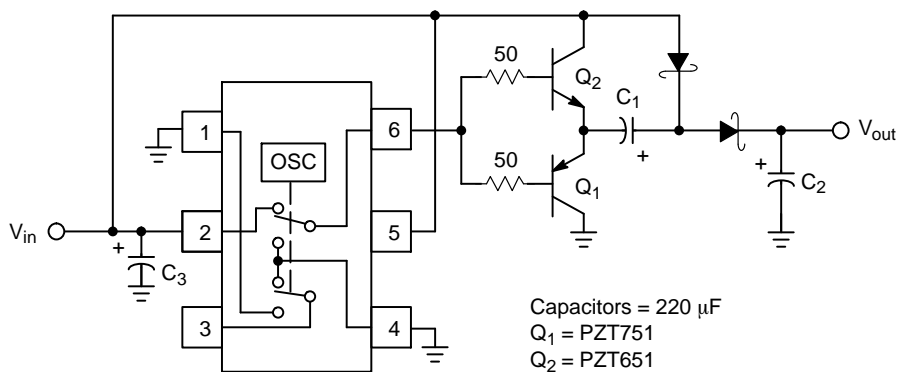 50
Q2
C1
+
Vout
1
6
OSC
50
+
C2
Q1
Vin
2
5
+
C3
3
4
Capacitors = 220 μF
Q1 = PZT751
Q2 = PZT651